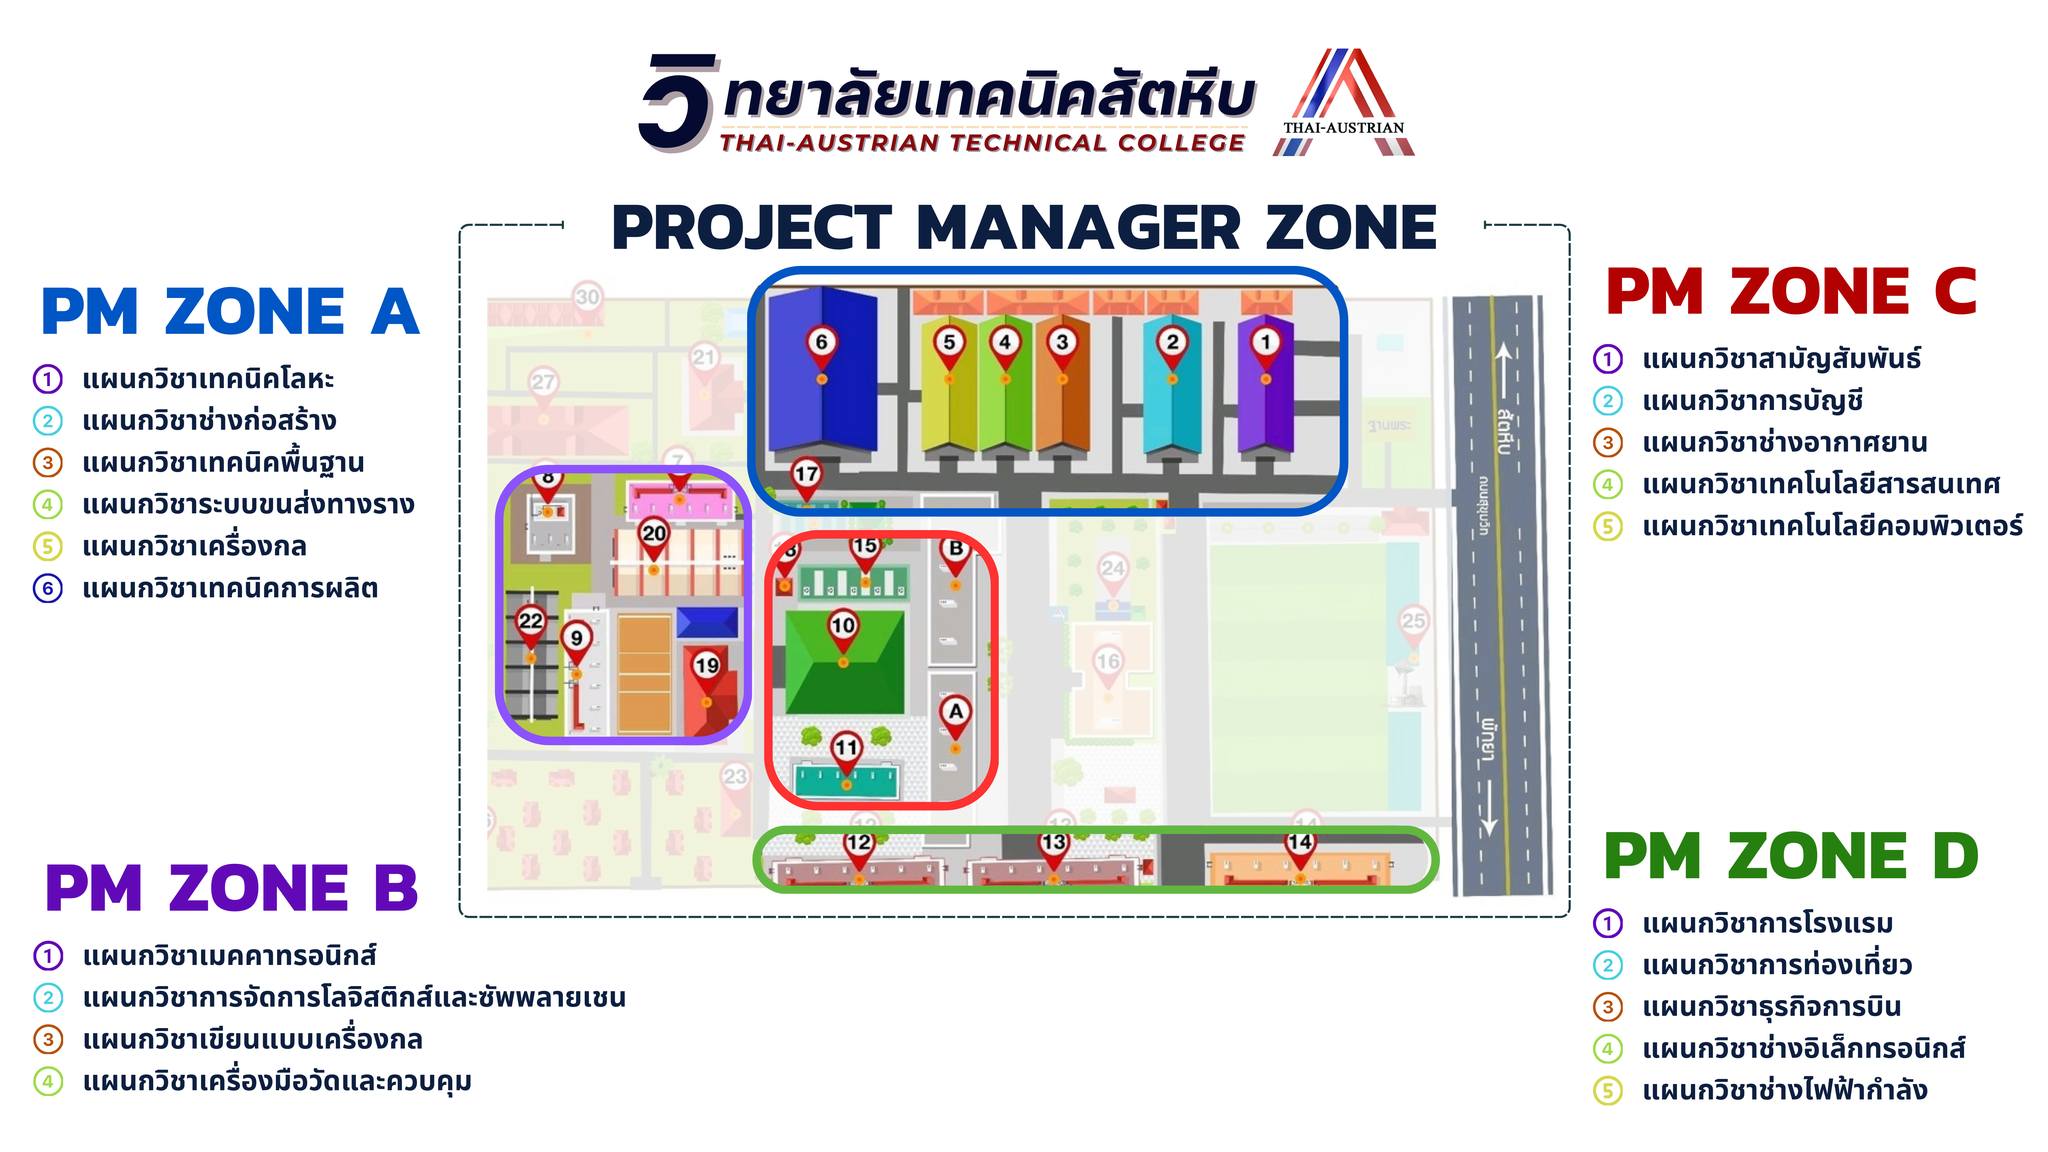 วิทยาลัยเทคนิคสัตหีบ
THAI-AUSTRIAN TECHNICAL COLLEGE
THAI-AUSTRIAN
PROJECT MANAGER ZONE
PM ZONE A
1 แผนกวิชาเทคนิคโลหะ
2 แผนกวิชาช่างก่อสร้าง
3 แผนกวิชาเทคนิคพื้นฐาน
4 แผนกวิชาระบบขนส่งทางราง
5 แผนกวิชาเครื่องกล
6 แผนกวิชาเทคนิคการผลิต
PM ZONE B
1 แผนกวิชาเมคคาทรอนิกส์
2 แผนกวิชาการจัดการโลจิสติกส์และซัพพลายเชน
3 แผนกวิชาเขียนแบบเครื่องกล
4 แผนกวิชาเครื่องมือวัดและควบคุม
PM ZONE C
1 แผนกวิชาสามัญสัมพันธ์
2 แผนกวิชาการบัญชี
3 แผนกวิชาช่างอากาศยาน
4 แผนกวิชาเทคโนโลยีสารสนเทศ
5 แผนกวิชาเทคโนโลยีคอมพิวเตอร์
PM ZONE D
1 แผนกวิชาการโรงแรม
2 แผนกวิชาการท่องเที่ยว
3 แผนกวิชาธุรกิจการบิน
4 แผนกวิชาช่างอิเล็กทรอนิกส์
5 แผนกวิชาช่างไฟฟ้ากำลัง
30
21
27
6
5
4
3
2
1
17
7
8
20
22
9
19
15
B
10
A
11
24
16
25
23
12
13
14
12
13
14
ฐานพระ
สัตหีบ
ถนนสุขุมวิท
พัทยา